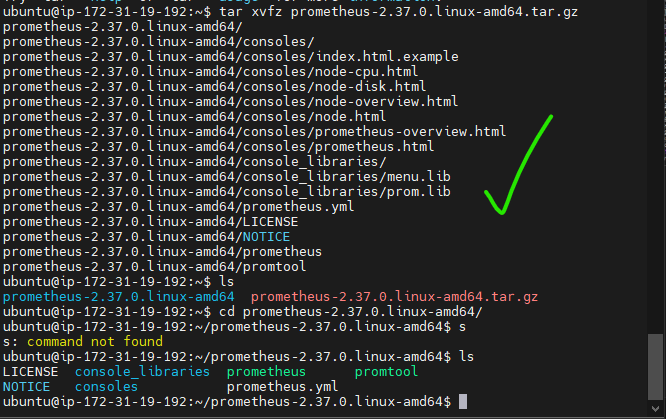 ubuntu@ip-172-31-19-192:~$ tar xvfz prometheus-2.37.0.linux-amd64.tar.gz
prometheus-2.37.0.linux-amd64/
prometheus-2.37.0.linux-amd64/consoles/
prometheus-2.37.0.linux-amd64/consoles/index.html.example
prometheus-2.37.0.linux-amd64/consoles/node-cpu.html
prometheus-2.37.0.linux-amd64/consoles/node-disk.html
prometheus-2.37.0.linux-amd64/consoles/node-overview.html
prometheus-2.37.0.linux-amd64/consoles/node.html
prometheus-2.37.0.linux-amd64/consoles/prometheus-overview.html
prometheus-2.37.0.linux-amd64/consoles/prometheus.html
prometheus-2.37.0.linux-amd64/console_libraries/
prometheus-2.37.0.linux-amd64/console_libraries/menu.lib
prometheus-2.37.0.linux-amd64/console_libraries/prom.lib
prometheus-2.37.0.linux-amd64/prometheus.yml
prometheus-2.37.0.linux-amd64/LICENSE
prometheus-2.37.0.linux-amd64/NOTICE
prometheus-2.37.0.linux-amd64/prometheus
prometheus-2.37.0.linux-amd64/promtool
ubuntu@ip-172-31-19-192:~$ ls
prometheus-2.37.0.linux-amd64  prometheus-2.37.0.linux-amd64.tar.gz
ubuntu@ip-172-31-19-192:~$ cd prometheus-2.37.0.linux-amd64/
ubuntu@ip-172-31-19-192:~/prometheus-2.37.0.linux-amd64$ s
s: command not found
ubuntu@ip-172-31-19-192:~/prometheus-2.37.0.linux-amd64$ ls
LICENSE  console_libraries  prometheus      promtool
NOTICE   consoles           prometheus.yml
ubuntu@ip-172-31-19-192:~/prometheus-2.37.0.linux-amd64$